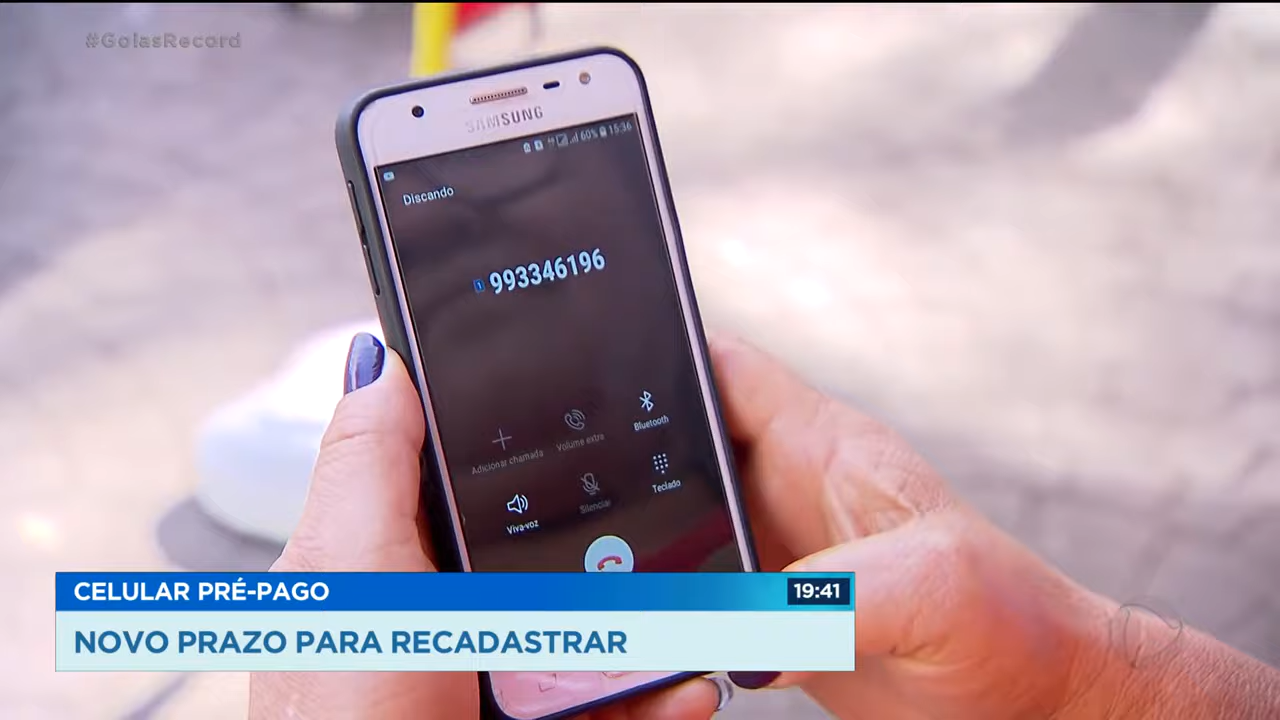 #GoiasRecord
SAMSUNG
60% 15:36
Discando
1 993346196
Adicionar chamada
Volume extra
Bluetooth
Viva-voz
Silenciar
Teclado
CELULAR PRÉ-PAGO
19:41
NOVO PRAZO PARA RECADASTRAR